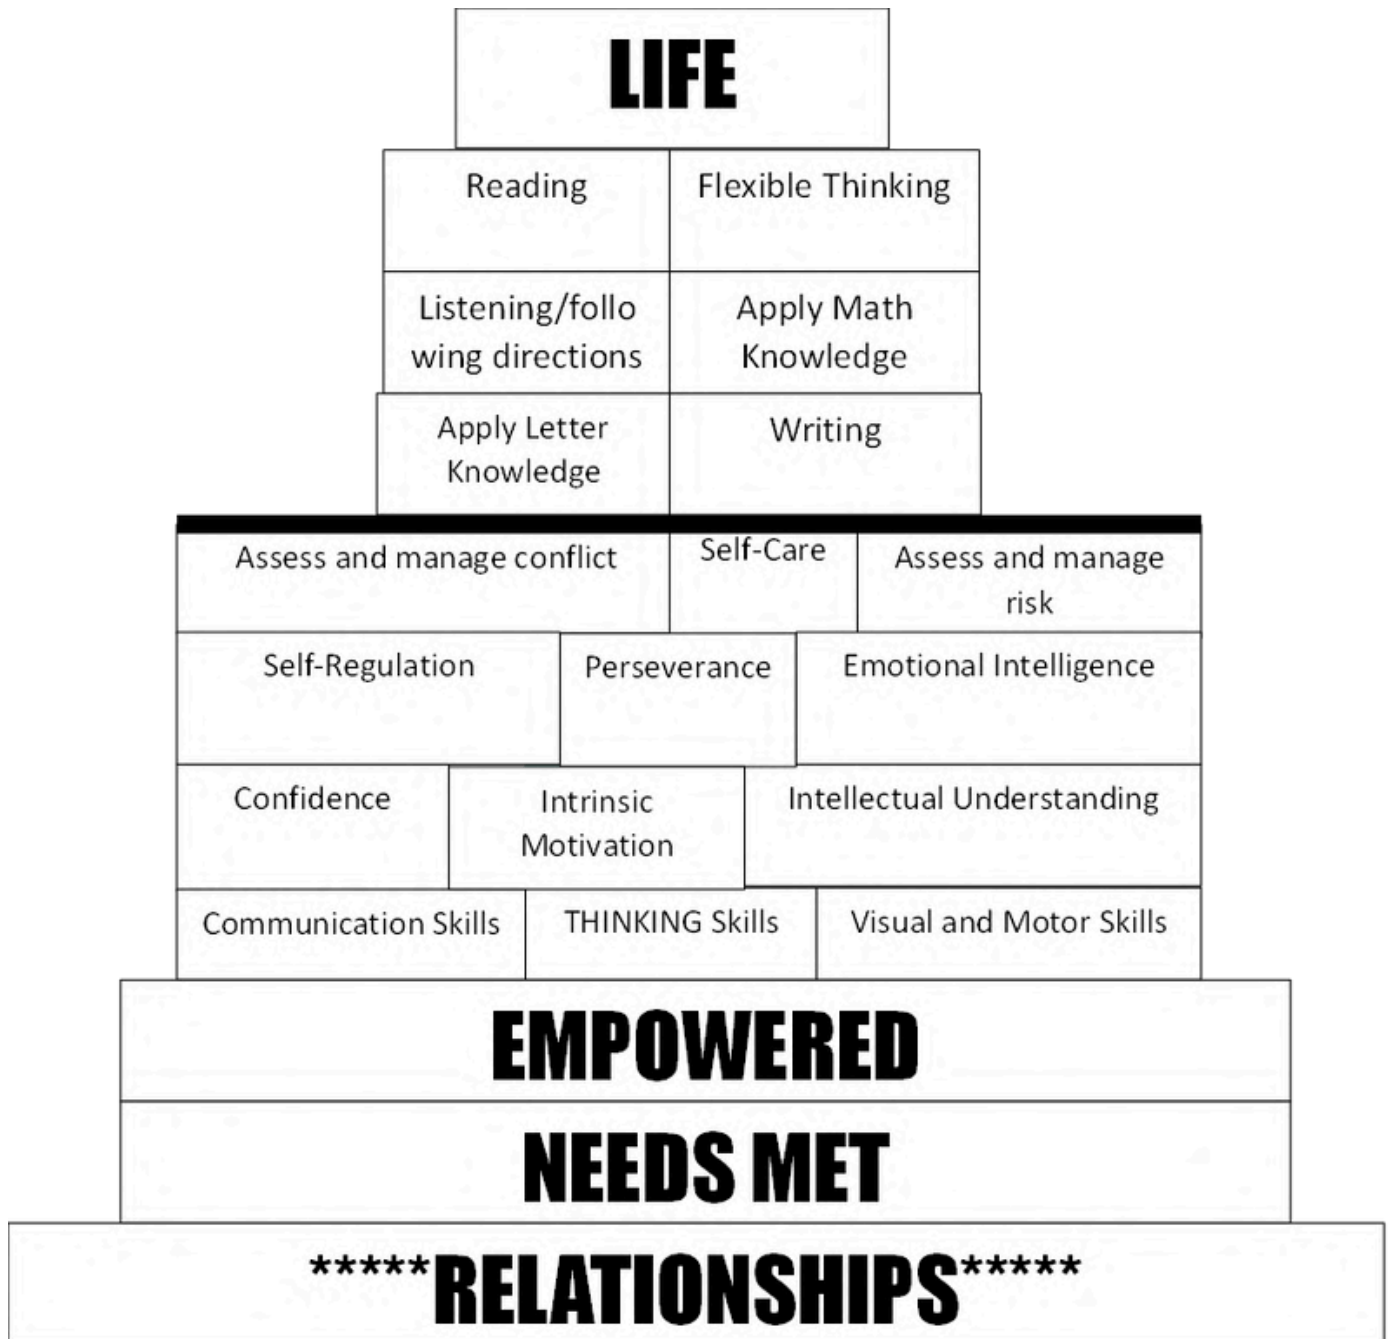 LIFE
Reading
Flexible Thinking
Listening/follo
wing directions
Apply Math
Knowledge
Apply Letter
Knowledge
Writing
Assess and manage conflict
Self-Care
Assess and manage
risk
Self-Regulation
Perseverance
Emotional Intelligence
Confidence
Intrinsic
Motivation
Intellectual Understanding
Communication Skills
THINKING Skills
Visual and Motor Skills
EMPOWERED
NEEDS MET
*****RELATIONSHIPS*****